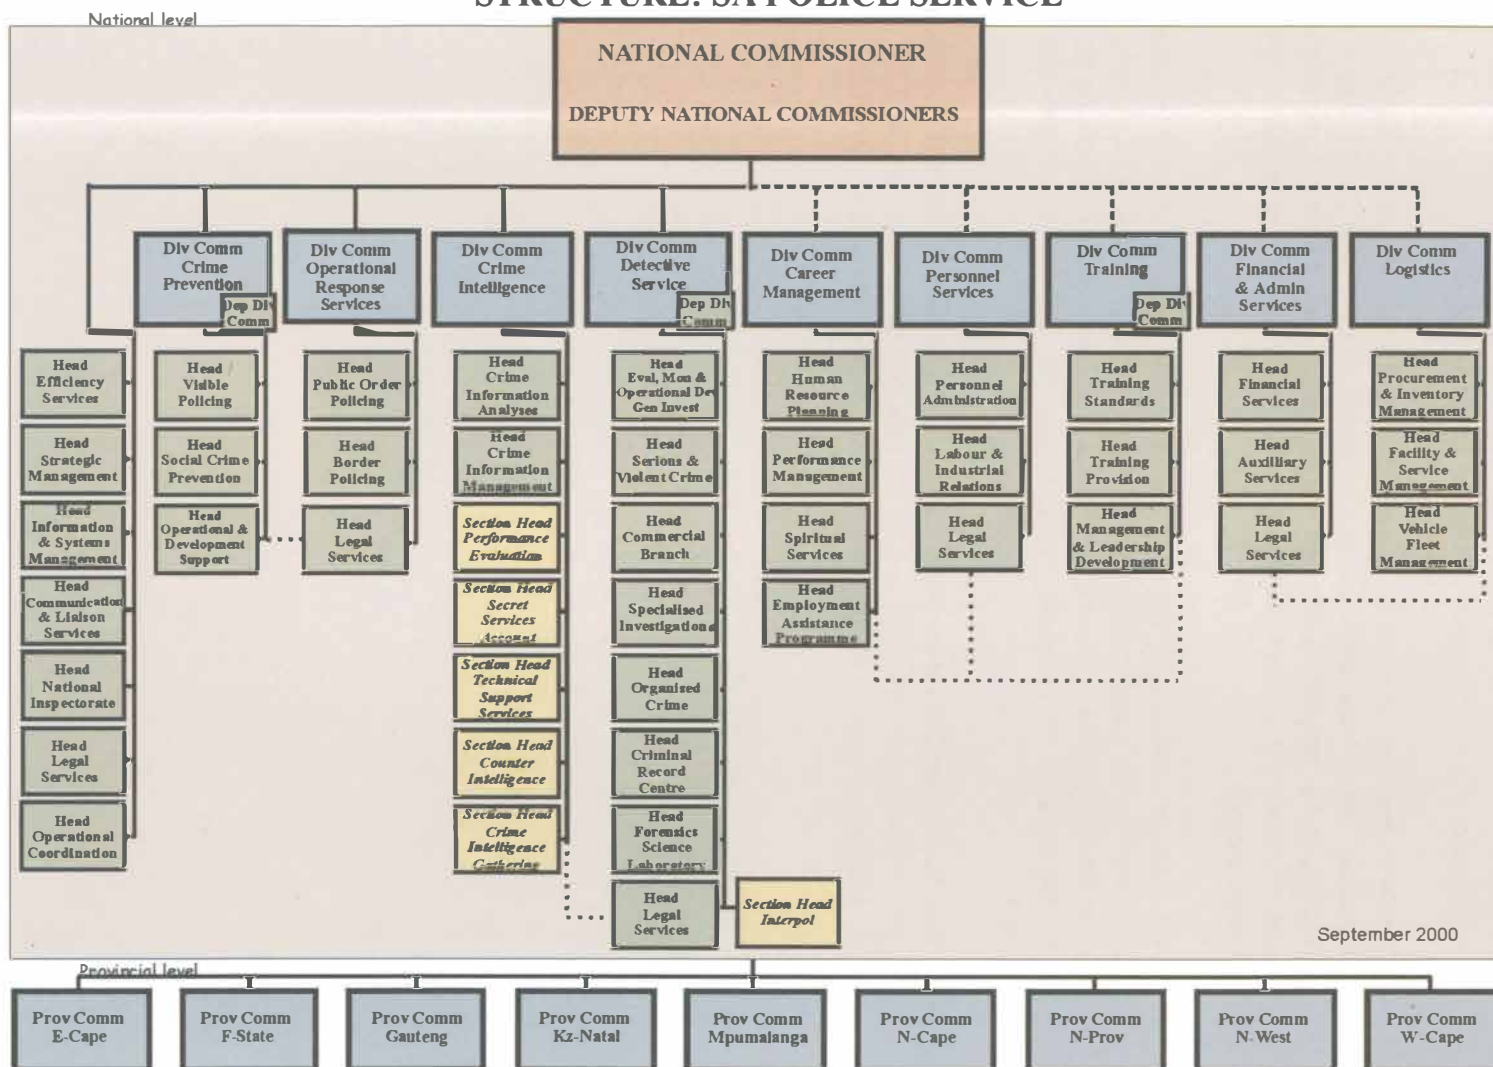 STRUCTURE: SA POLICE SERVICE
National level
NATIONAL COMMISSIONER
DEPUTY NATIONAL COMMISSIONERS
Div Comm
Crime
Prevention
Dep Div
Comm
Div Comm
Operational
Response
Services
Div Comm
Crime
Intelligence
Div Comm
Detective
Service
Dep Div
Comm
Div Comm
Career
Management
Div Comm
Personnel
Services
Div Comm
Training
Dep Div
Comm
Div Comm
Financial
& Admin
Services
Div Comm
Logistics
Head
Efficiency
Services
Head
Strategic
Management
Head
Information
& Systems
Management
Head
Communication
& Liaison
Services
Head
National
Inspectorate
Head
Legal
Services
Head
Operational
Coordination
Head
Visible
Policing
Head
Social Crime
Prevention
Head
Operational &
Development
Support
Head
Public Order
Policing
Head
Border
Policing
Head
Legal
Services
Head
Crime
Information
Analyses
Head
Crime
Information
Management
Section Head
Performance
Evaluation
Section Head
Secret
Services
Account
Section Head
Technical
Support
Services
Section Head
Counter
Intelligence
Section Head
Crime
Intelligence
Gathering
Head
Eval, Mon &
Operational Dev
Gen Invest
Head
Serious &
Violent Crime
Head
Commercial
Branch
Head
Specialised
Investigations
Head
Organised
Crime
Head
Criminal
Record
Centre
Head
Forensics
Science
Laboratory
Head
Legal
Services
Section Head
Interpol
Head
Human
Resource
Planning
Head
Performance
Management
Head
Spiritual
Services
Head
Employment
Assistance
Programme
Head
Personnel
Administration
Head
Labour &
Industrial
Relations
Head
Legal
Services
Head
Training
Standards
Head
Training
Provision
Head
Management
& Leadership
Development
Head
Financial
Services
Head
Auxiliary
Services
Head
Legal
Services
Head
Procurement
& Inventory
Management
Head
Facility &
Service
Management
Head
Vehicle
Fleet
Management
September 2000
Provincial level
Prov Comm
E-Cape
Prov Comm
F-State
Prov Comm
Gauteng
Prov Comm
Kz-Natal
Prov Comm
Mpumalanga
Prov Comm
N-Cape
Prov Comm
N-Prov
Prov Comm
N-West
Prov Comm
W-Cape